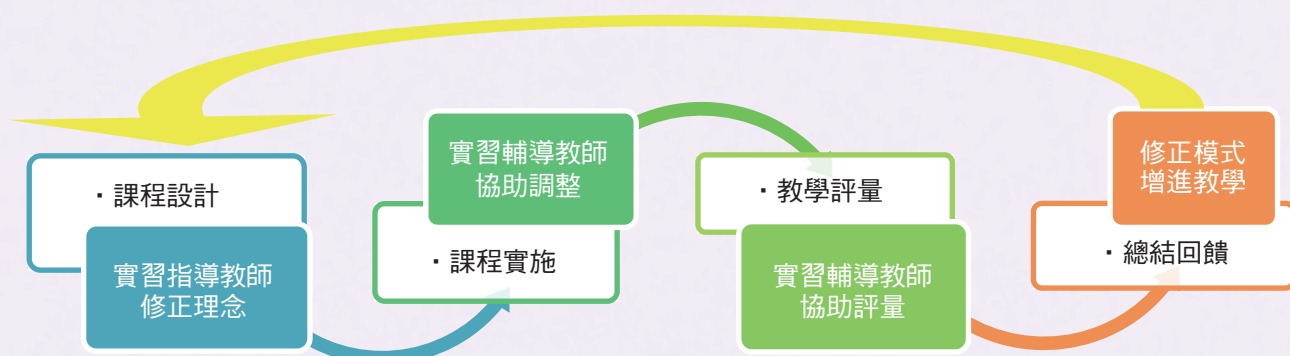 ・課程設計
實習指導教師
修正理念
實習輔導教師
協助調整
・課程實施
・教學評量
實習輔導教師
協助評量
修正模式
增進教學
・總結回饋